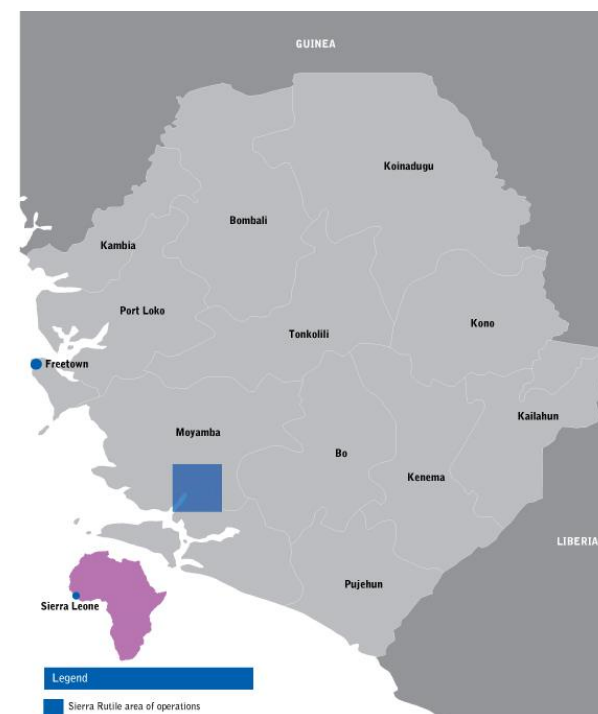 GUINEA
Koinadugu
Bombali
Kambia
Port Loko
Kono
Tonkolili
Freetown
Kailahun
Moyamba
Bo
Kenema
LIBERIA
Pujehun
Sierra Leone
Legend
Sierra Rutile area of operations